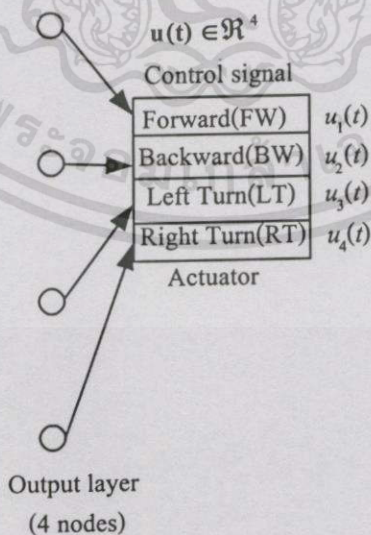 u(t) ∈ ℜ⁴
Control signal
Forward(FW) u₁(t)
Backward(BW) u₂(t)
Left Turn(LT) u₃(t)
Right Turn(RT) u₄(t)
Actuator
Output layer
(4 nodes)